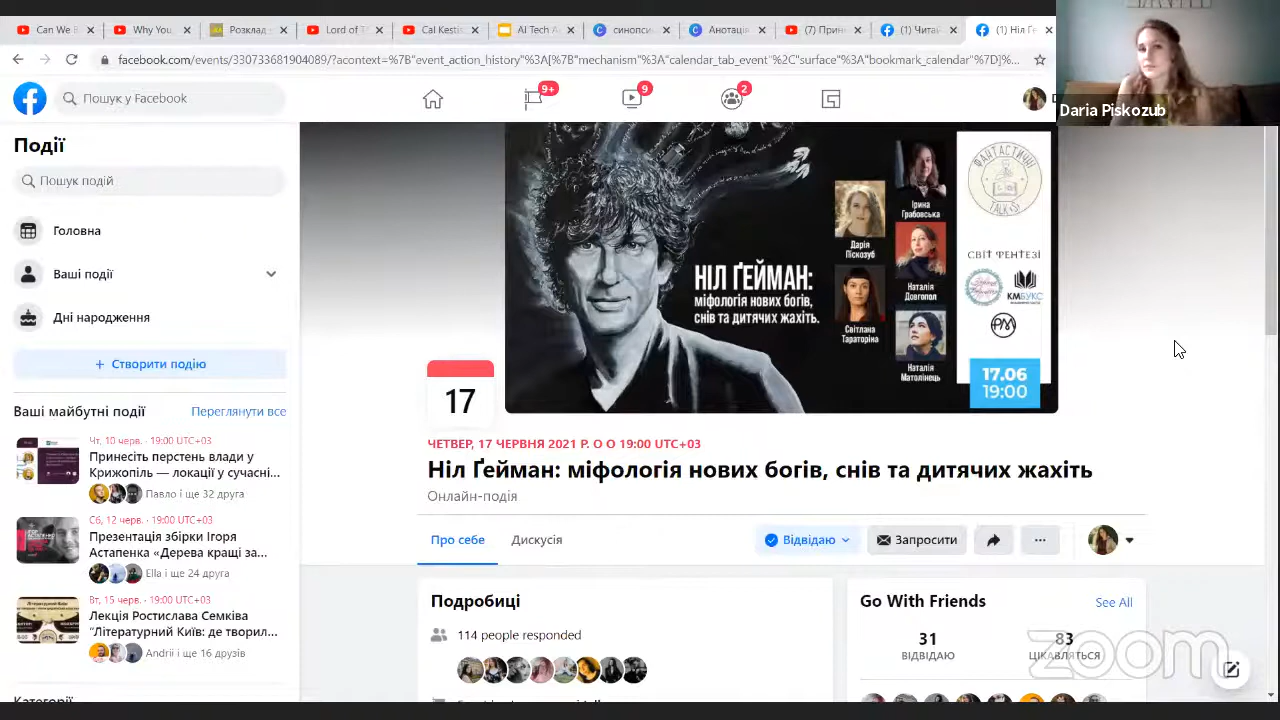 Can We B
Why You
Розклад -
Lord of T
Cal Kestis
AI Tech A
синопси
Анотація
(7) Прин
(1) Читай
(1) Ніл Ґе
facebook.com/events/330733285794083/?acontext=%7B"event_action_history"%3A%7B"mechanism"%3A"calendar_tab_event"%2C"surface"%3A"bookmark_calendar"%7D]%...
Пошук у Facebook
9+
9
2
Daria Piskozub
Події
Пошук подій
Головна
Ваші події
Дні народження
+ Створити подію
Ваші майбутні події
Переглянути все
Чт, 10 черв. · 19:00 UTC+03
Принесіть перстень влади у
Крижопіль — локації у сучасні...
Павло і ще 32 друга
Сб, 12 черв. · 19:00 UTC+03
Презентація збірки Ігоря
Астапенка «Дерева кращі за...
Ella і ще 24 друга
Вт, 15 черв. · 19:00 UTC+03
Лекція Ростислава Семківа
"Літературний Київ: де творил...
Andrii і ще 16 друзів
Категорії
НІЛ ҐЕЙМАН:
міфологія нових богів,
снів та дитячих жахіть.
Ірина
Грабовська
Дарія
Піскозуб
Наталія
Довгопол
Світлана
Тараторіна
Наталія
Матолінець
ФАНТАСТИЧНІ
TALK(S)
СВІТ ФЕНТЕЗІ
КМБУКС
17.06
19:00
17
ЧЕТВЕР, 17 ЧЕРВНЯ 2021 Р. О О 19:00 UTC+03
Ніл Ґейман: міфологія нових богів, снів та дитячих жахіть
Онлайн-подія
Про себе
Дискусія
Відвідаю
Запросити
Подробиці
114 people responded
Go With Friends
See All
31
ВІДВІДАЮ
83
ЦІКАВЛЯТЬСЯ
zoom